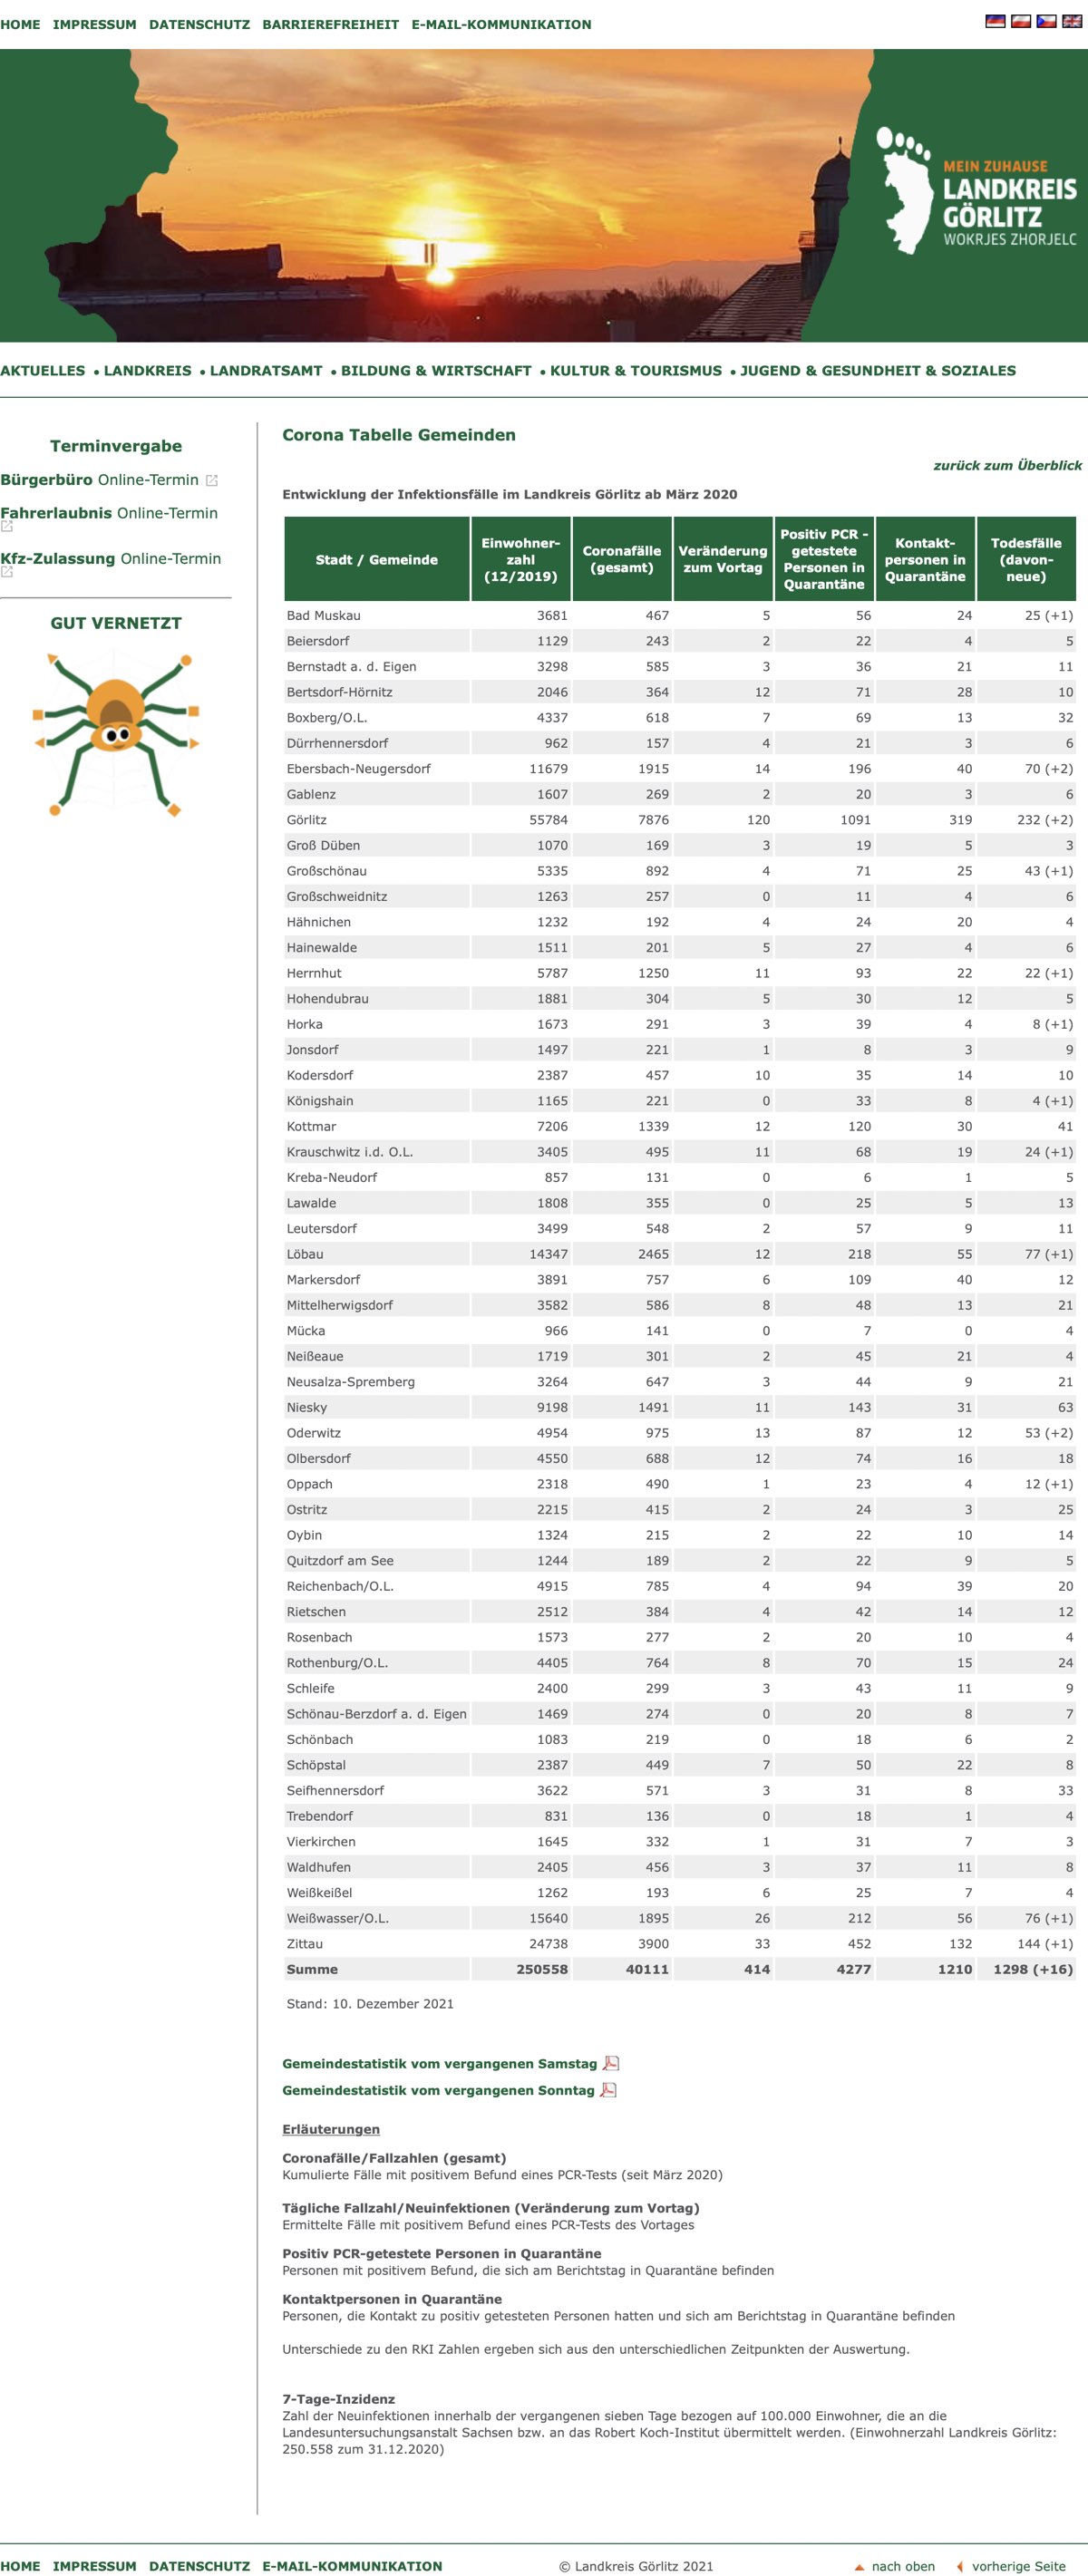 HOME IMPRESSUM DATENSCHUTZ BARRIEREFREIHEIT E-MAIL-KOMMUNIKATION
MEIN ZUHAUSE
LANDKREIS
GÖRLITZ
WOKRJES ZHORJELC
AKTUELLES • LANDKREIS • LANDRATSAMT • BILDUNG & WIRTSCHAFT • KULTUR & TOURISMUS • JUGEND & GESUNDHEIT & SOZIALES
Terminvergabe
Bürgerbüro Online-Termin
Fahrerlaubnis Online-Termin
Kfz-Zulassung Online-Termin
GUT VERNETZT
Corona Tabelle Gemeinden
zurück zum Überblick
Entwicklung der Infektionsfälle im Landkreis Görlitz ab März 2020
Stadt / Gemeinde
Einwohner-
zahl
(12/2019)
Coronafälle
(gesamt)
Veränderung
zum Vortag
Positiv PCR -
getestete
Personen in
Quarantäne
Kontakt-
personen in
Quarantäne
Todesfälle
(davon-
neue)
Bad Muskau 3681 467 5 56 24 25 (+1)
Beiersdorf 1129 243 2 22 4 5
Bernstadt a. d. Eigen 3298 585 3 36 21 11
Bertsdorf-Hörnitz 2046 364 12 71 28 10
Boxberg/O.L. 4337 618 7 69 13 32
Dürrhennersdorf 962 157 4 21 3 6
Ebersbach-Neugersdorf 11679 1915 14 196 40 70 (+2)
Gablenz 1607 269 2 20 3 6
Görlitz 55784 7876 120 1091 319 232 (+2)
Groß Düben 1070 169 3 19 5 3
Großschönau 5335 892 4 71 25 43 (+1)
Großschweidnitz 1263 257 0 11 4 6
Hähnichen 1232 192 4 24 20 4
Hainewalde 1511 201 5 27 4 6
Herrnhut 5787 1250 11 93 22 22 (+1)
Hohendubrau 1881 304 5 30 12 5
Horka 1673 291 3 39 4 8 (+1)
Jonsdorf 1497 221 1 8 3 9
Kodersdorf 2387 457 10 35 14 10
Königshain 1165 221 0 33 8 4 (+1)
Kottmar 7206 1339 12 120 30 41
Krauschwitz i.d. O.L. 3405 495 11 68 19 24 (+1)
Kreba-Neudorf 857 131 0 6 1 5
Lawalde 1808 355 0 25 5 13
Leutersdorf 3499 548 2 57 9 11
Löbau 14347 2465 12 218 55 77 (+1)
Markersdorf 3891 757 6 109 40 12
Mittelherwigsdorf 3582 586 8 48 13 21
Mücka 966 141 0 7 0 4
Neißeaue 1719 301 2 45 21 4
Neusalza-Spremberg 3264 647 3 44 9 21
Niesky 9198 1491 11 143 31 63
Oderwitz 4954 975 13 87 12 53 (+2)
Olbersdorf 4550 688 12 74 16 18
Oppach 2318 490 1 23 4 12 (+1)
Ostritz 2215 415 2 24 3 25
Oybin 1324 215 2 22 10 14
Quitzdorf am See 1244 189 2 22 9 5
Reichenbach/O.L. 4915 785 4 94 39 20
Rietschen 2512 384 4 42 14 12
Rosenbach 1573 277 2 20 10 4
Rothenburg/O.L. 4405 764 8 70 15 24
Schleife 2400 299 3 43 11 9
Schönau-Berzdorf a. d. Eigen 1469 274 0 20 8 7
Schönbach 1083 219 0 18 6 2
Schöpstal 2387 449 7 50 22 8
Seifhennersdorf 3622 571 3 31 8 33
Trebendorf 831 136 0 18 1 4
Vierkirchen 1645 332 1 31 7 3
Waldhufen 2405 456 3 37 11 8
Weißkeißel 1262 193 6 25 7 4
Weißwasser/O.L. 15640 1895 26 212 56 76 (+1)
Zittau 24738 3900 33 452 132 144 (+1)
Summe 250558 40111 414 4277 1210 1298 (+16)
Stand: 10. Dezember 2021
Gemeindestatistik vom vergangenen Samstag
Gemeindestatistik vom vergangenen Sonntag
Erläuterungen
Coronafälle/Fallzahlen (gesamt)
Kumulierte Fälle mit positivem Befund eines PCR-Tests (seit März 2020)
Tägliche Fallzahl/Neuinfektionen (Veränderung zum Vortag)
Ermittelte Fälle mit positivem Befund eines PCR-Tests des Vortages
Positiv PCR-getestete Personen in Quarantäne
Personen mit positivem Befund, die sich am Berichtstag in Quarantäne befinden
Kontaktpersonen in Quarantäne
Personen, die Kontakt zu positiv getesteten Personen hatten und sich am Berichtstag in Quarantäne befinden
Unterschiede zu den RKI Zahlen ergeben sich aus den unterschiedlichen Zeitpunkten der Auswertung.
7-Tage-Inzidenz
Zahl der Neuinfektionen innerhalb der vergangenen sieben Tage bezogen auf 100.000 Einwohner, die an die
Landesuntersuchungsanstalt Sachsen bzw. an das Robert Koch-Institut übermittelt werden. (Einwohnerzahl Landkreis Görlitz:
250.558 zum 31.12.2020)
HOME IMPRESSUM DATENSCHUTZ E-MAIL-KOMMUNIKATION
© Landkreis Görlitz 2021
nach oben vorherige Seite